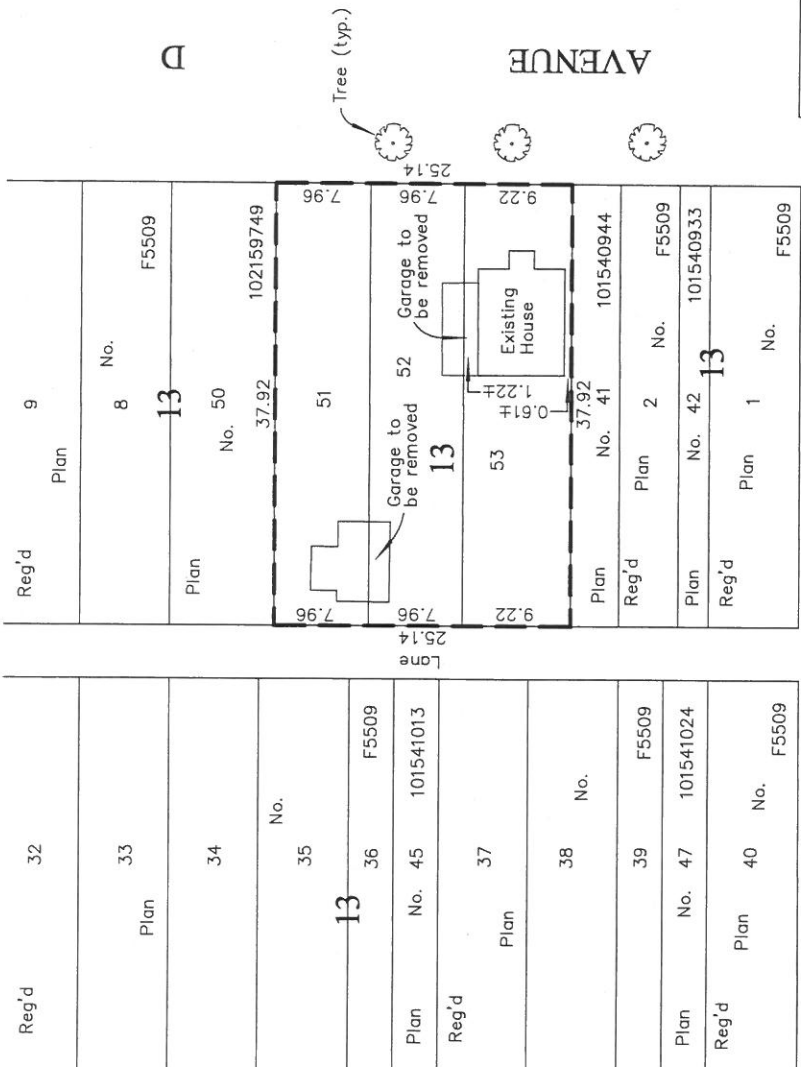 Reg'd
32
33
Plan
34
No.
35
13
36
F5509
Plan
No. 45
101541013
Reg'd
37
Plan
38
No.
39
F5509
Plan
No. 47
101541024
Reg'd
Plan
40
No.
F5509
Lane
25.14
7.96
7.96
9.22
Reg'd
9
Plan
8
No.
F5509
13
Plan
50
No.
102159749
37.92
51
52
13
53
Garage to
be removed
Garage to
be removed
Existing
House
1.22±
0.61±
37.92
Plan
No. 41
101540944
Reg'd
Plan
2
No.
F5509
Plan
No. 42
101540933
13
Reg'd
Plan
1
No.
F5509
7.96
7.96
9.22
25.14
Tree (typ.)
D
AVENUE